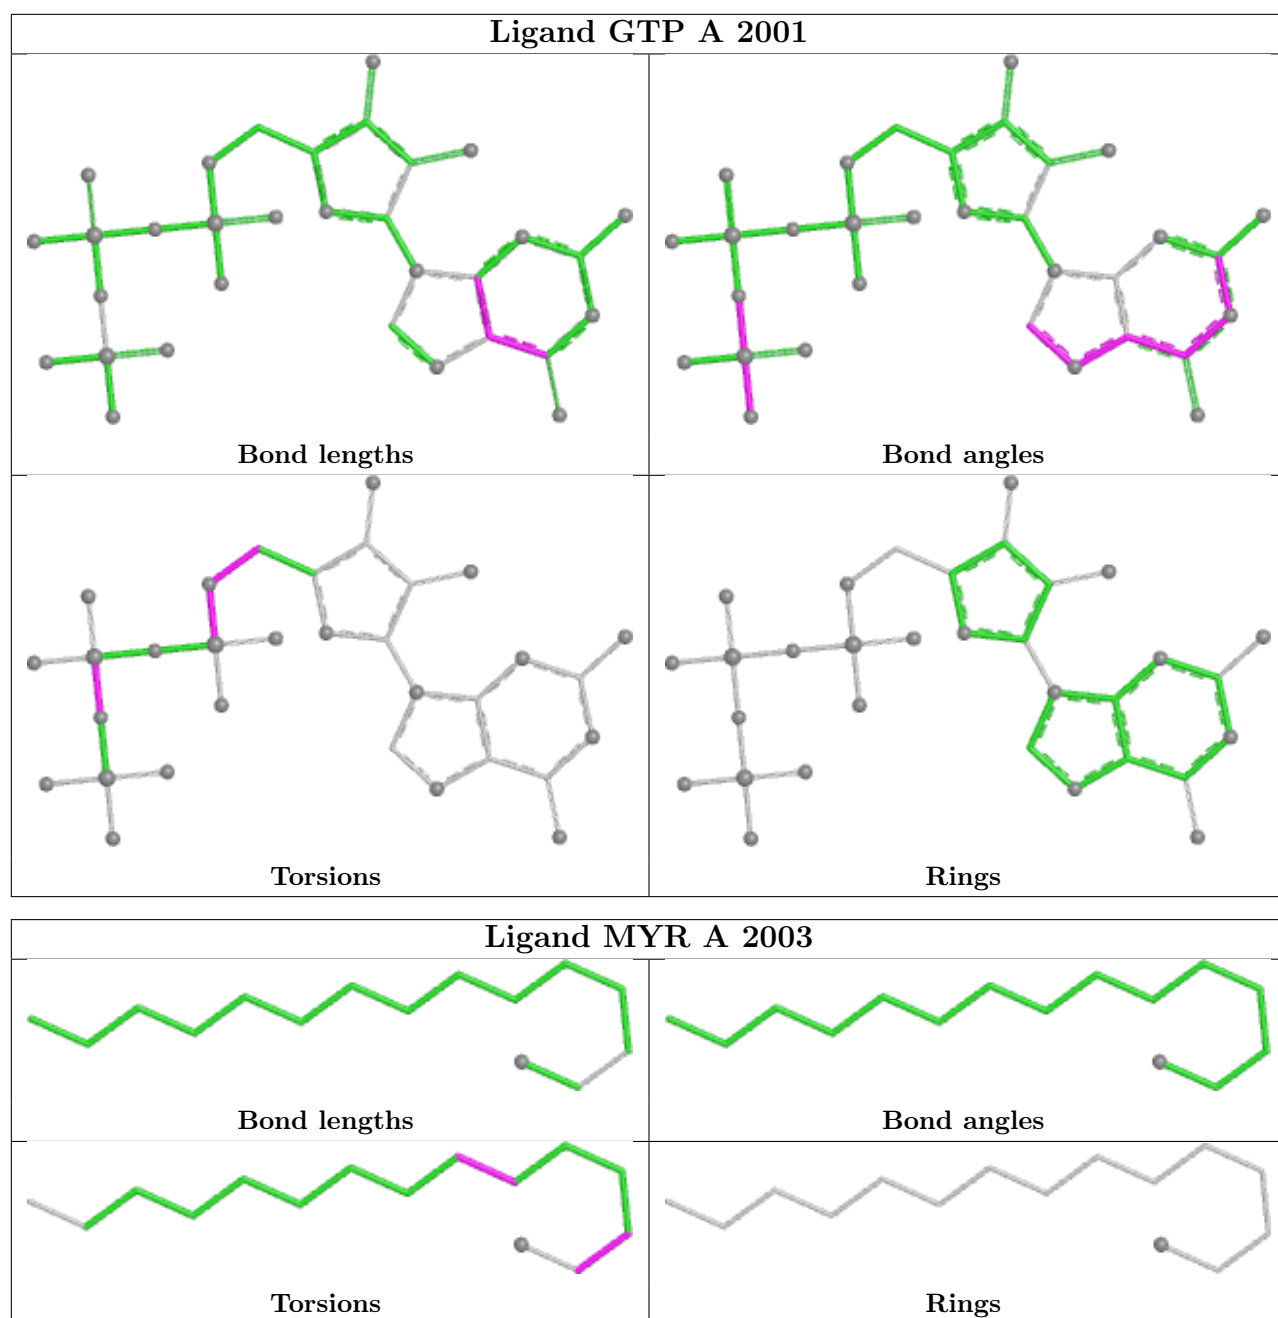 Ligand GTP A 2001
Bond lengths
Bond angles
Torsions
Rings
Ligand MYR A 2003
Bond lengths
Bond angles
Torsions
Rings